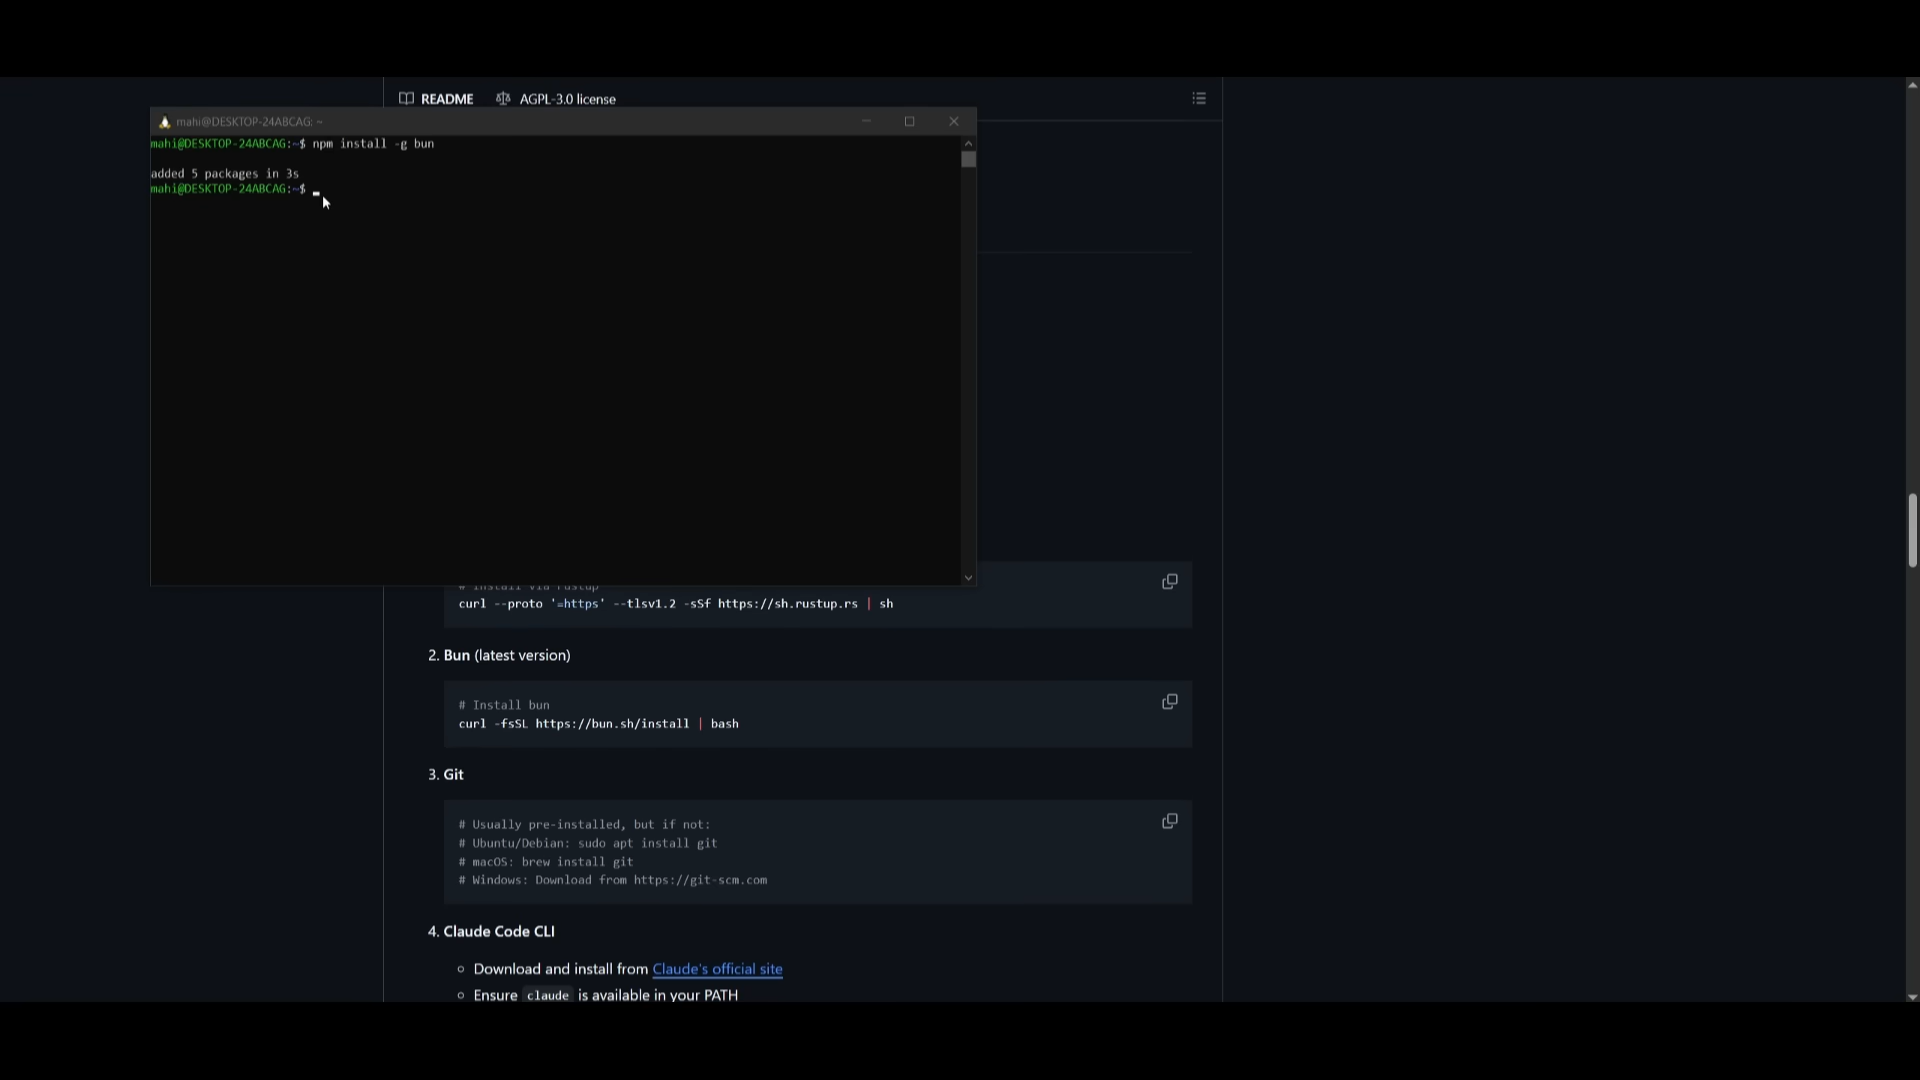 README AGPL-3.0 license
mahi@DESKTOP-24ABCAG: ~
mahi@DESKTOP-24ABCAG:~$ npm install -g bun
added 5 packages in 3s
mahi@DESKTOP-24ABCAG:~$
# Install via rustup
curl --proto '=https' --tlsv1.2 -sSf https://sh.rustup.rs | sh
2. Bun (latest version)
# Install bun
curl -fsSL https://bun.sh/install | bash
3. Git
# Usually pre-installed, but if not:
# Ubuntu/Debian: sudo apt install git
# macOS: brew install git
# Windows: Download from https://git-scm.com
4. Claude Code CLI
Download and install from Claude's official site
Ensure claude is available in your PATH